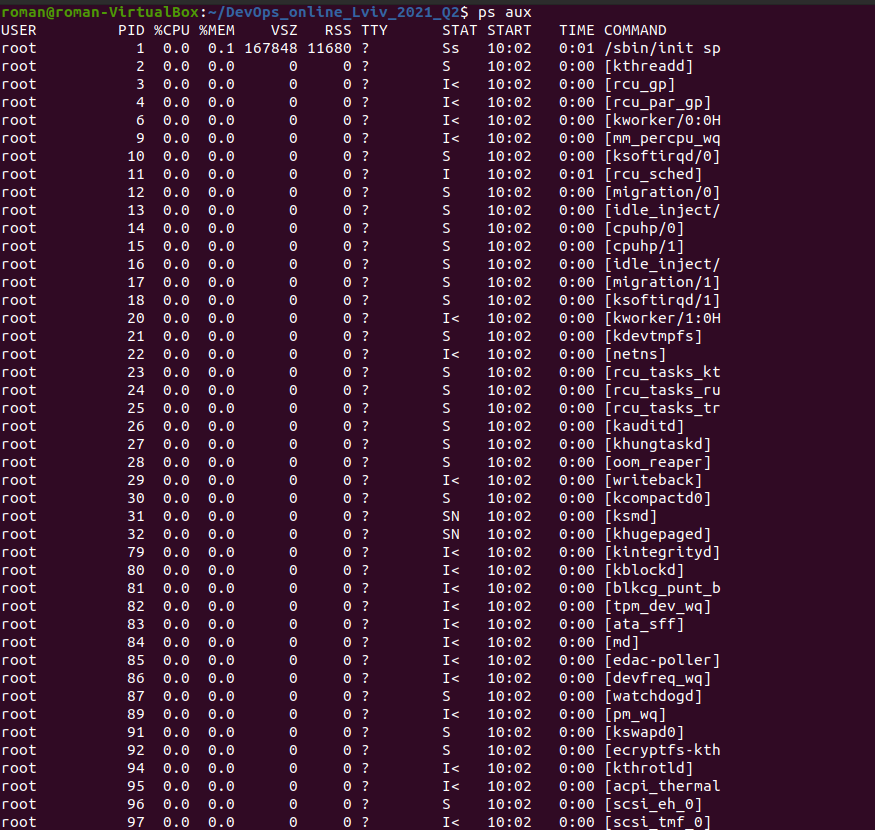 roman@roman-VirtualBox:~/DevOps_online_Lviv_2021_Q2$ ps aux
USER         PID %CPU %MEM    VSZ   RSS TTY      STAT START   TIME COMMAND
root           1  0.0  0.1 167848 11680 ?        Ss   10:02   0:01 /sbin/init sp
root           2  0.0  0.0      0     0 ?        S    10:02   0:00 [kthreadd]
root           3  0.0  0.0      0     0 ?        I<   10:02   0:00 [rcu_gp]
root           4  0.0  0.0      0     0 ?        I<   10:02   0:00 [rcu_par_gp]
root           6  0.0  0.0      0     0 ?        I<   10:02   0:00 [kworker/0:0H
root           9  0.0  0.0      0     0 ?        I<   10:02   0:00 [mm_percpu_wq
root          10  0.0  0.0      0     0 ?        S    10:02   0:00 [ksoftirqd/0]
root          11  0.0  0.0      0     0 ?        I    10:02   0:01 [rcu_sched]
root          12  0.0  0.0      0     0 ?        S    10:02   0:00 [migration/0]
root          13  0.0  0.0      0     0 ?        S    10:02   0:00 [idle_inject/
root          14  0.0  0.0      0     0 ?        S    10:02   0:00 [cpuhp/0]
root          15  0.0  0.0      0     0 ?        S    10:02   0:00 [cpuhp/1]
root          16  0.0  0.0      0     0 ?        S    10:02   0:00 [idle_inject/
root          17  0.0  0.0      0     0 ?        S    10:02   0:00 [migration/1]
root          18  0.0  0.0      0     0 ?        S    10:02   0:00 [ksoftirqd/1]
root          20  0.0  0.0      0     0 ?        I<   10:02   0:00 [kworker/1:0H
root          21  0.0  0.0      0     0 ?        S    10:02   0:00 [kdevtmpfs]
root          22  0.0  0.0      0     0 ?        I<   10:02   0:00 [netns]
root          23  0.0  0.0      0     0 ?        S    10:02   0:00 [rcu_tasks_kt
root          24  0.0  0.0      0     0 ?        S    10:02   0:00 [rcu_tasks_ru
root          25  0.0  0.0      0     0 ?        S    10:02   0:00 [rcu_tasks_tr
root          26  0.0  0.0      0     0 ?        S    10:02   0:00 [kauditd]
root          27  0.0  0.0      0     0 ?        S    10:02   0:00 [khungtaskd]
root          28  0.0  0.0      0     0 ?        S    10:02   0:00 [oom_reaper]
root          29  0.0  0.0      0     0 ?        I<   10:02   0:00 [writeback]
root          30  0.0  0.0      0     0 ?        S    10:02   0:00 [kcompactd0]
root          31  0.0  0.0      0     0 ?        SN   10:02   0:00 [ksmd]
root          32  0.0  0.0      0     0 ?        SN   10:02   0:00 [khugepaged]
root          79  0.0  0.0      0     0 ?        I<   10:02   0:00 [kintegrityd]
root          80  0.0  0.0      0     0 ?        I<   10:02   0:00 [kblockd]
root          81  0.0  0.0      0     0 ?        I<   10:02   0:00 [blkcg_punt_b
root          82  0.0  0.0      0     0 ?        I<   10:02   0:00 [tpm_dev_wq]
root          83  0.0  0.0      0     0 ?        I<   10:02   0:00 [ata_sff]
root          84  0.0  0.0      0     0 ?        I<   10:02   0:00 [md]
root          85  0.0  0.0      0     0 ?        I<   10:02   0:00 [edac-poller]
root          86  0.0  0.0      0     0 ?        I<   10:02   0:00 [devfreq_wq]
root          87  0.0  0.0      0     0 ?        S    10:02   0:00 [watchdogd]
root          89  0.0  0.0      0     0 ?        I<   10:02   0:00 [pm_wq]
root          91  0.0  0.0      0     0 ?        S    10:02   0:00 [kswapd0]
root          92  0.0  0.0      0     0 ?        S    10:02   0:00 [ecryptfs-kth
root          94  0.0  0.0      0     0 ?        I<   10:02   0:00 [kthrotld]
root          95  0.0  0.0      0     0 ?        I<   10:02   0:00 [acpi_thermal
root          96  0.0  0.0      0     0 ?        S    10:02   0:00 [scsi_eh_0]
root          97  0.0  0.0      0     0 ?        I<   10:02   0:00 [scsi_tmf_0]